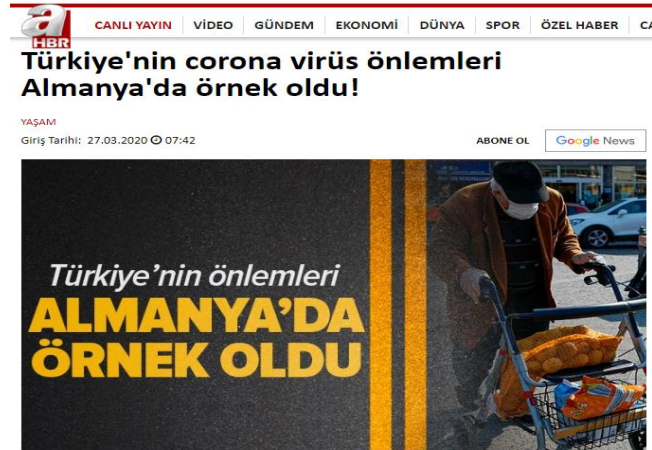 a
HBR
CANLI YAYIN VİDEO GÜNDEM EKONOMİ DÜNYA SPOR ÖZEL HABER CA
Türkiye'nin corona virüs önlemleri
Almanya'da örnek oldu!
YAŞAM
Giriş Tarihi: 27.03.2020 07:42
ABONE OL Google News
Türkiye'nin önlemleri
ALMANYA'DA
ÖRNEK OLDU